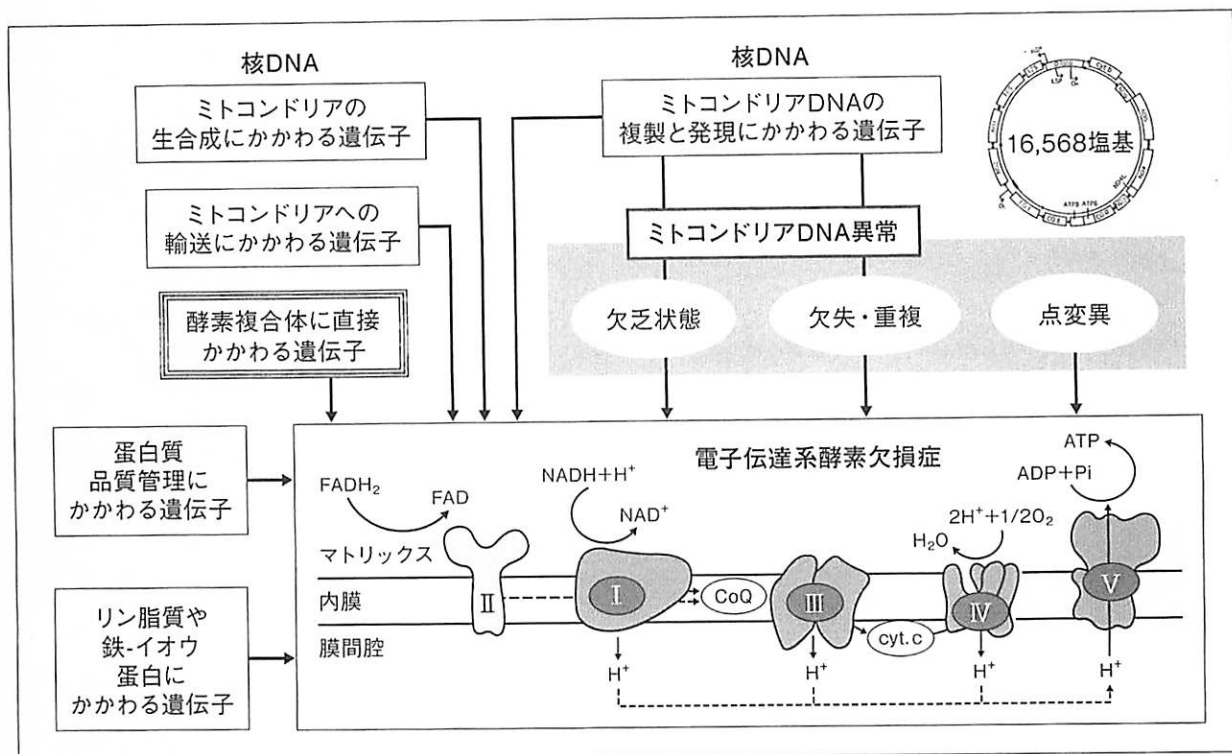 核DNA
ミトコンドリアの
生合成にかかわる遺伝子
ミトコンドリアへの
輸送にかかわる遺伝子
酵素複合体に直接
かかわる遺伝子
核DNA
ミトコンドリアDNAの
複製と発現にかかわる遺伝子
16,568塩基
ATP8 ATP6
cyt b
ミトコンドリアDNA異常
欠乏状態
欠失・重複
点変異
蛋白質
品質管理に
かかわる遺伝子
リン脂質や
鉄-イオウ
蛋白に
かかわる遺伝子
電子伝達系酵素欠損症
FADH₂
FAD
NADH+H⁺
NAD⁺
2H⁺+1/2O₂
H₂O
ATP
ADP+Pi
マトリックス
内膜
膜間腔
Ⅱ
Ⅰ
CoQ
Ⅲ
cyt.c
Ⅳ
Ⅴ
H⁺
H⁺
H⁺
H⁺